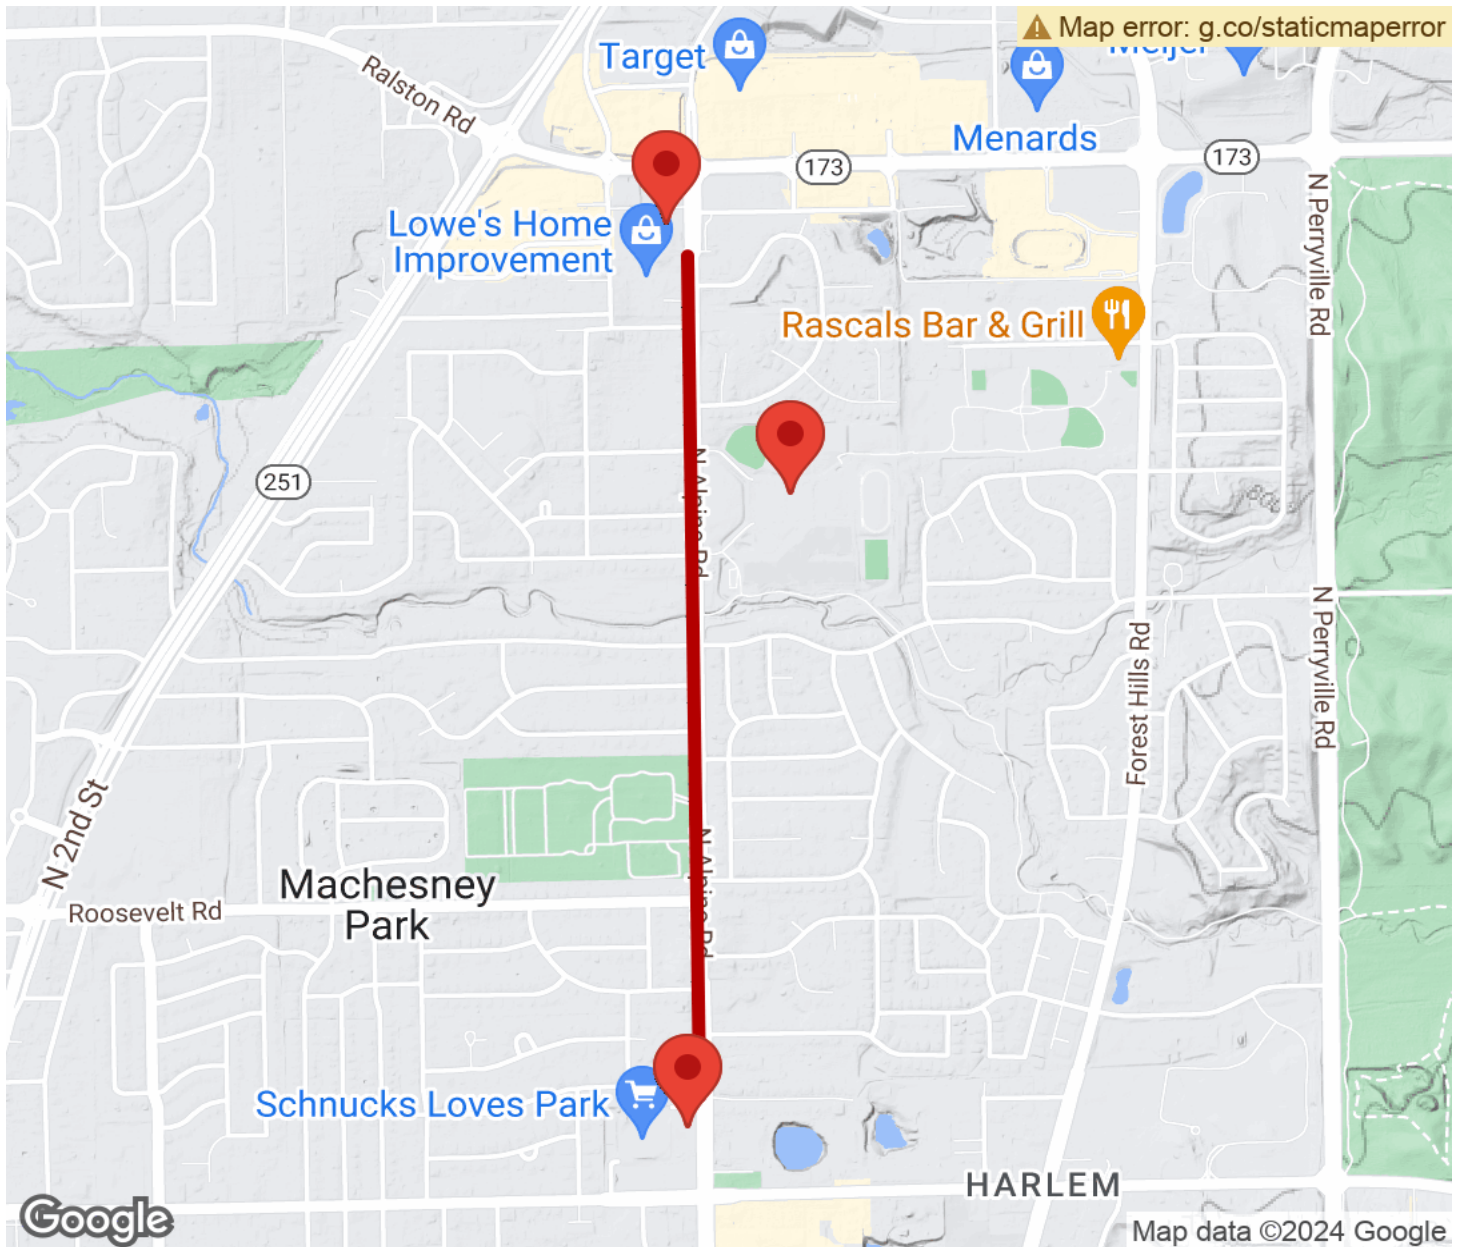 Map error: g.co/staticmaperror
Target
Meijer
Ralston Rd
Menards
173
173
Lowe's Home
Improvement
N Perryville Rd
Rascals Bar & Grill
251
N Alpine Rd
N Perryville Rd
Forest Hills Rd
N 2nd St
N Alpine Rd
Machesney
Park
Roosevelt Rd
Schnucks Loves Park
HARLEM
Google
Map data ©2024 Google